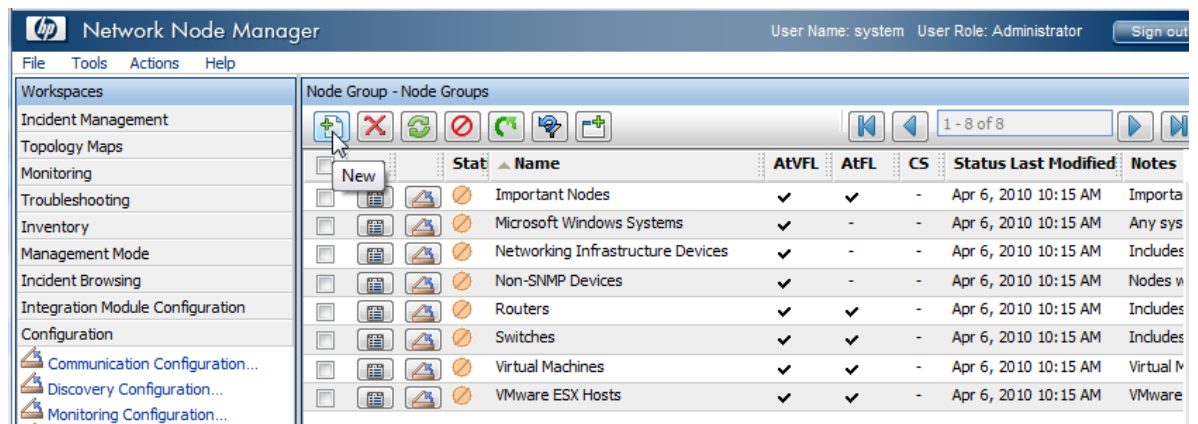 hp Network Node Manager User Name: system User Role: Administrator Sign out
File Tools Actions Help
Workspaces
Incident Management
Topology Maps
Monitoring
Troubleshooting
Inventory
Management Mode
Incident Browsing
Integration Module Configuration
Configuration
Communication Configuration...
Discovery Configuration...
Monitoring Configuration...
Node Group - Node Groups
1 - 8 of 8
New
Stat Name AtVFL AtFL CS Status Last Modified Notes
Important Nodes - Apr 6, 2010 10:15 AM Importa
Microsoft Windows Systems - - Apr 6, 2010 10:15 AM Any sys
Networking Infrastructure Devices - - Apr 6, 2010 10:15 AM Includes
Non-SNMP Devices - - Apr 6, 2010 10:15 AM Nodes w
Routers - Apr 6, 2010 10:15 AM Includes
Switches - Apr 6, 2010 10:15 AM Includes
Virtual Machines - Apr 6, 2010 10:15 AM Virtual M
VMware ESX Hosts - Apr 6, 2010 10:15 AM VMware